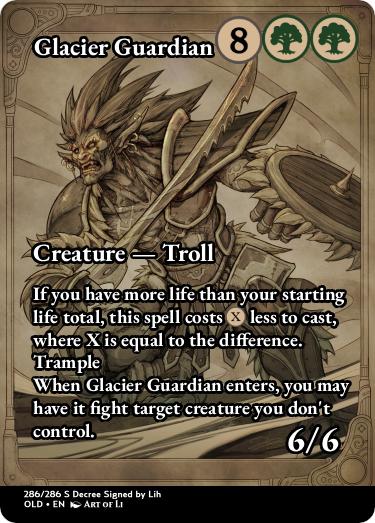 Glacier Guardian 8
Creature — Troll
If you have more life than your starting
life total, this spell costs X less to cast,
where X is equal to the difference.
Trample
When Glacier Guardian enters, you may
have it fight target creature you don't
control.
6/6
286/286 S Decree Signed by Lih
OLD • EN Art of Li